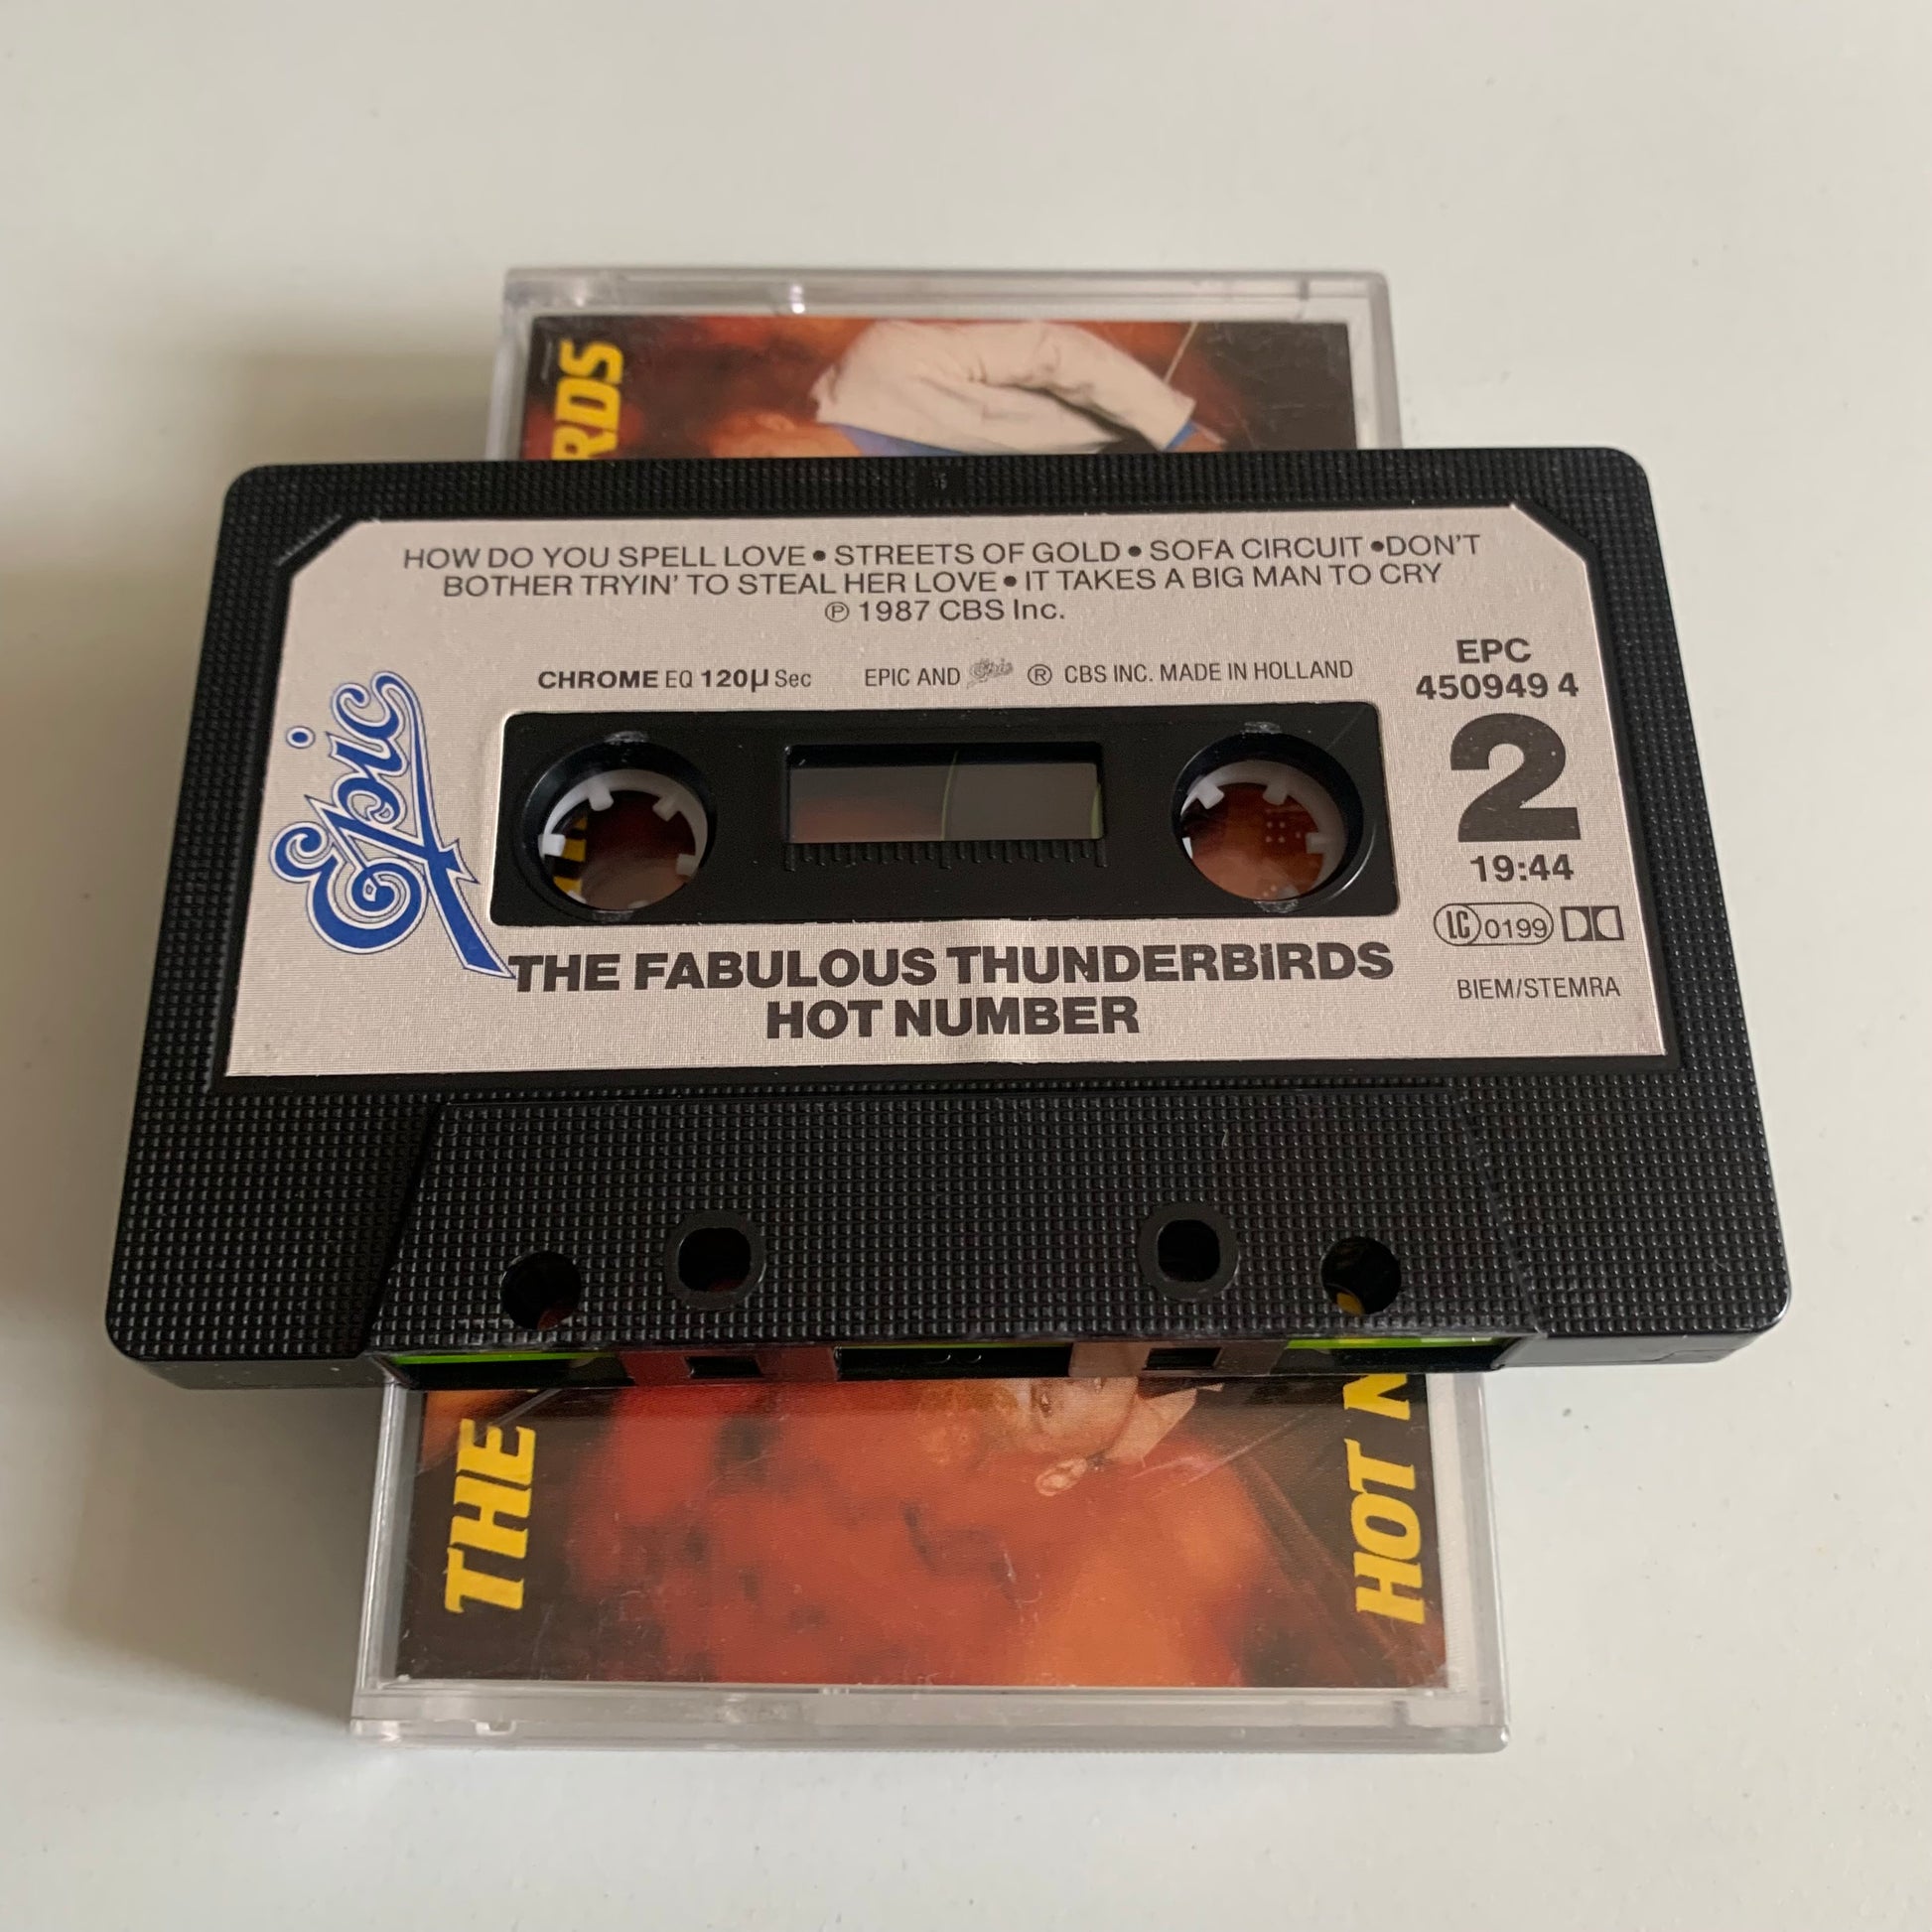 RDS
HOW DO YOU SPELL LOVE • STREETS OF GOLD • SOFA CIRCUIT •DON'T
BOTHER TRYIN' TO STEAL HER LOVE • IT TAKES A BIG MAN TO CRY
℗ 1987 CBS Inc.
CHROME EQ 120µ Sec
EPIC AND Epic ® CBS INC. MADE IN HOLLAND
EPC
450949 4
2
19:44
LC 0199
BIEM/STEMRA
Epic
THE FABULOUS THUNDERBiRDS
HOT NUMBER
THE
HOT N